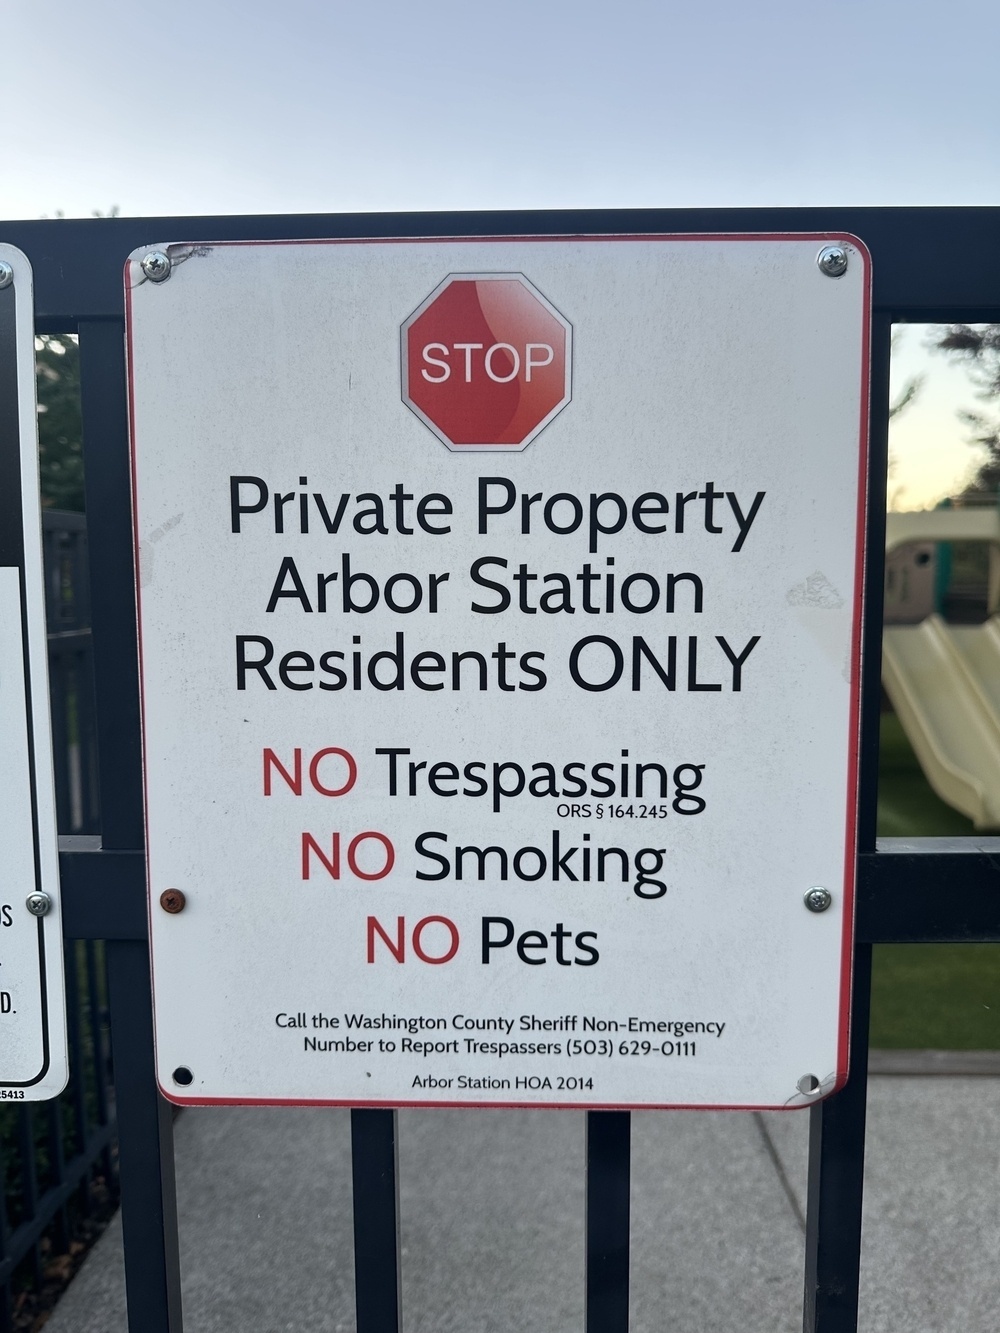 STOP
Private Property
Arbor Station
Residents ONLY
NO Trespassing
ORS § 164.245
NO Smoking
NO Pets
Call the Washington County Sheriff Non-Emergency
Number to Report Trespassers (503) 629-0111
Arbor Station HOA 2014
D.
5413